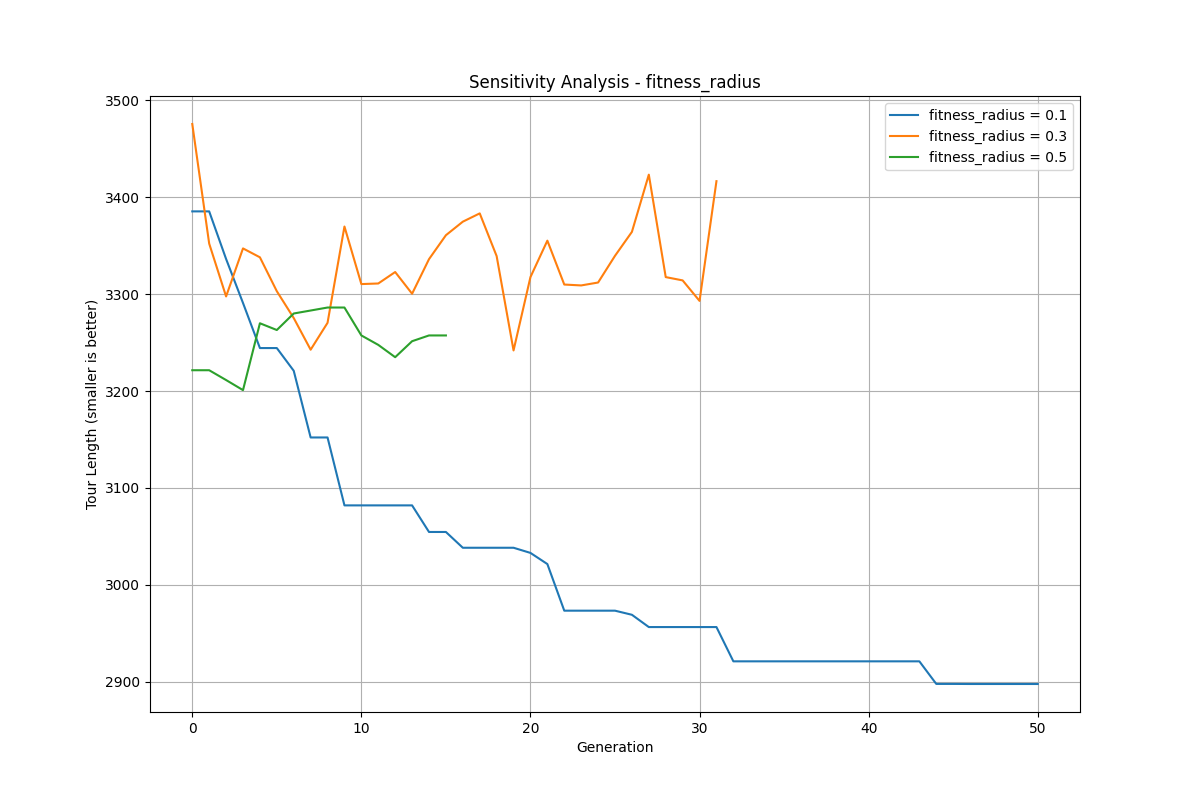 Sensitivity Analysis - fitness_radius
3500
3400
3300
3200
3100
3000
2900
Tour Length (smaller is better)
fitness_radius = 0.1
fitness_radius = 0.3
fitness_radius = 0.5
0 10 20 30 40 50
Generation